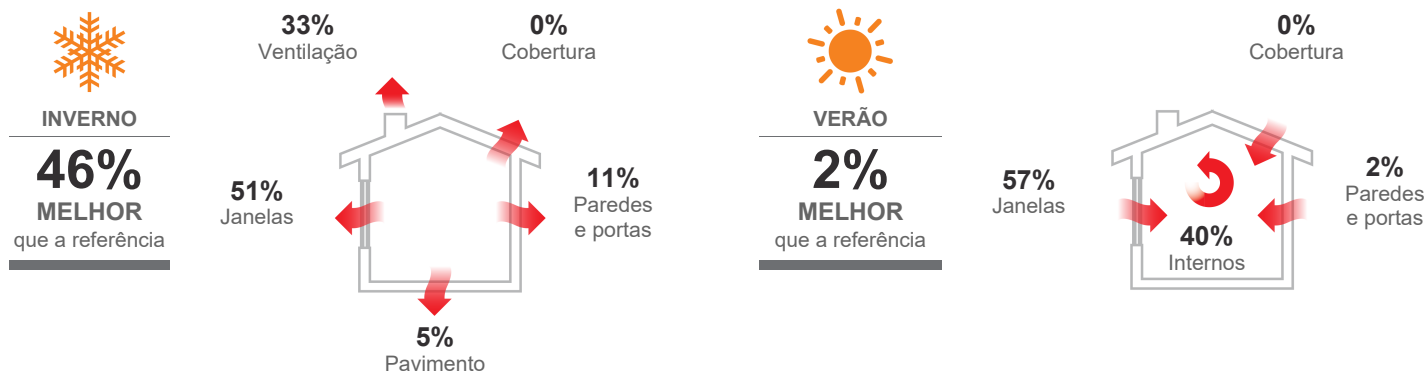 INVERNO
46%
MELHOR
que a referência
33%
Ventilação
0%
Cobertura
51%
Janelas
11%
Paredes
e portas
5%
Pavimento
VERÃO
2%
MELHOR
que a referência
0%
Cobertura
57%
Janelas
40%
Internos
2%
Paredes
e portas